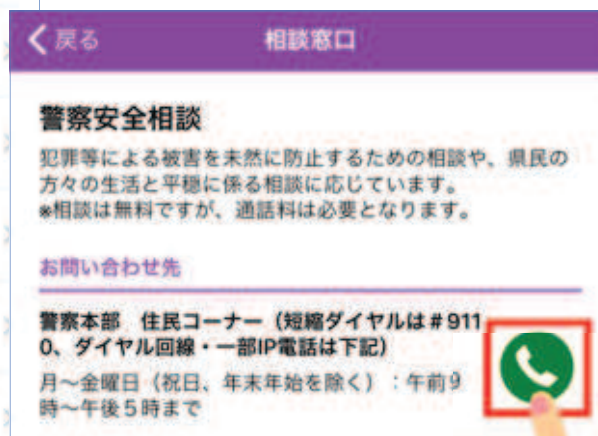 戻る 相談窓口
警察安全相談
犯罪等による被害を未然に防止するための相談や、県民の
方々の生活と平穏に係る相談に応じています。
※相談は無料ですが、通話料は必要となります。
お問い合わせ先
警察本部　住民コーナー（短縮ダイヤルは＃911
0、ダイヤル回線・一部IP電話は下記）
月～金曜日（祝日、年末年始を除く）：午前9
時～午後５時まで